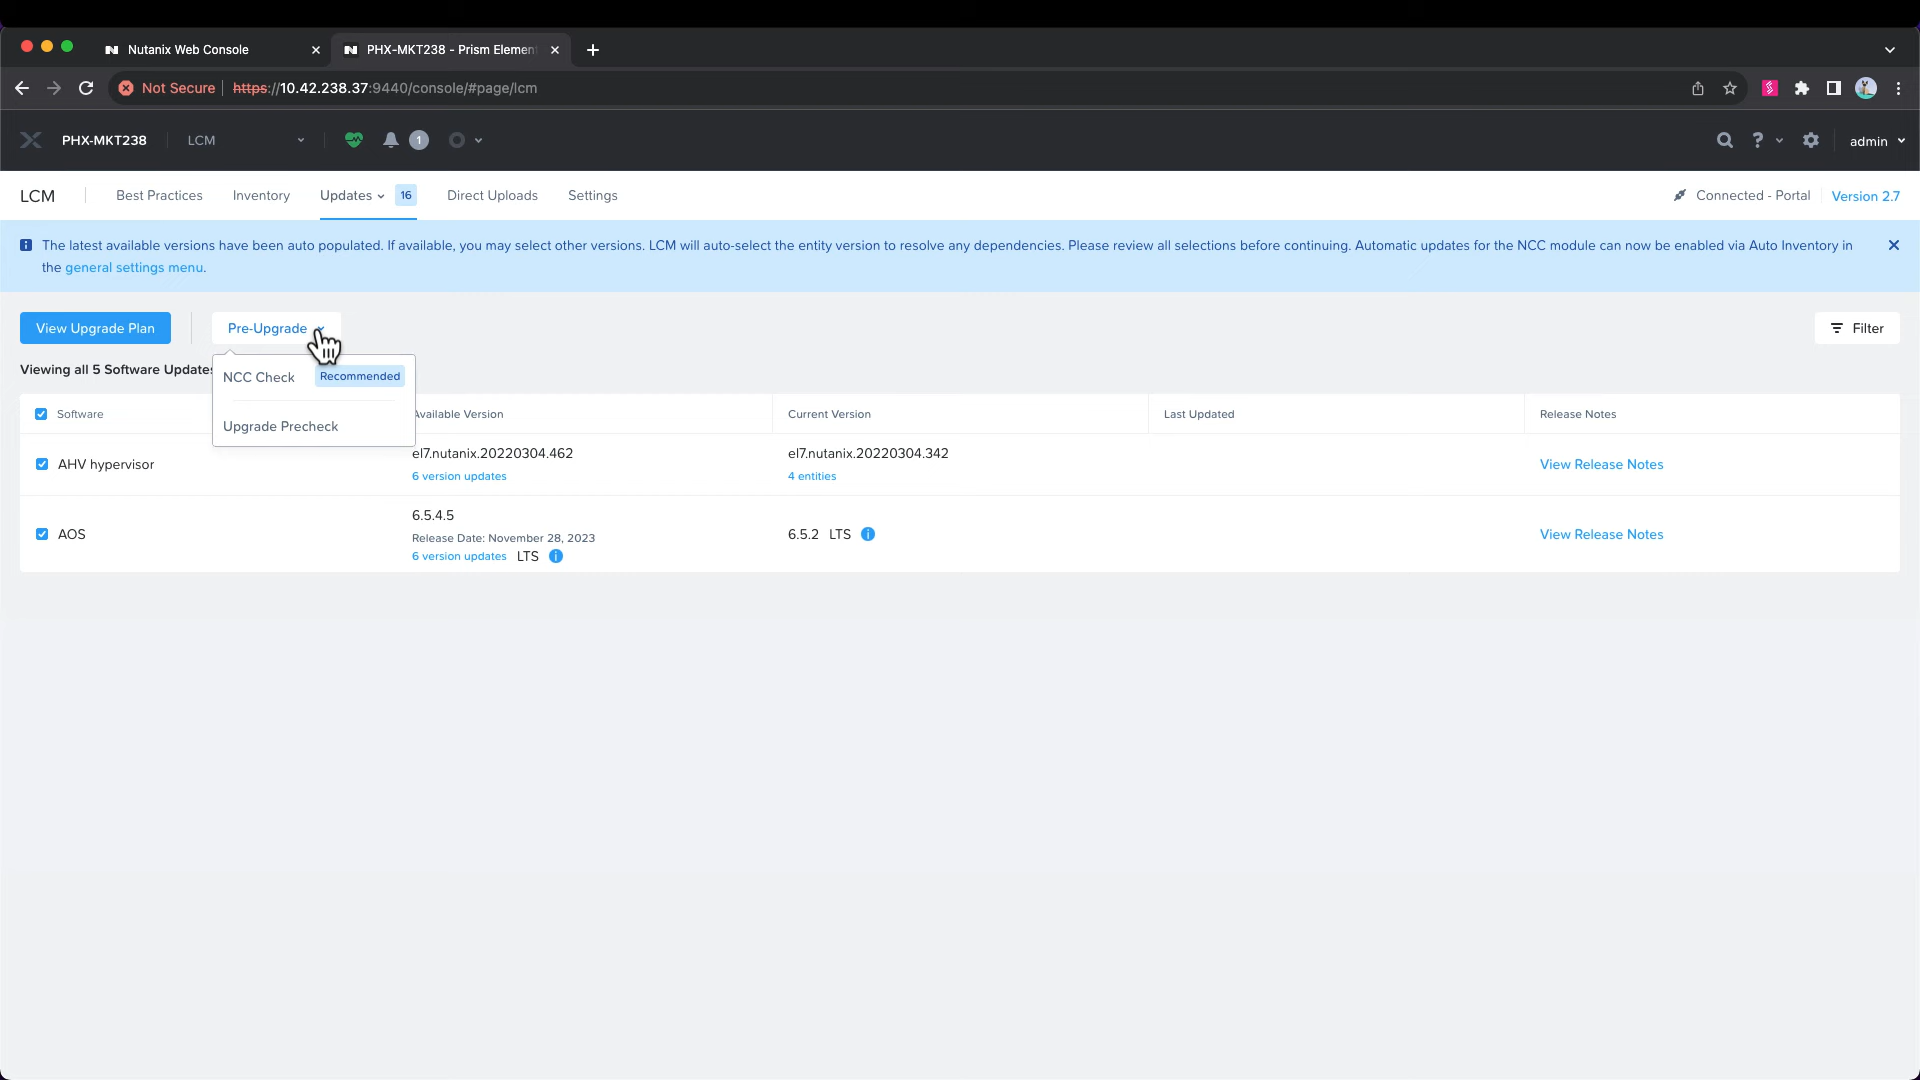 Nutanix Web Console
PHX-MKT238 - Prism Elemen
Not Secure https://10.42.238.37:9440/console/#page/lcm
PHX-MKT238 LCM 1 ? admin
LCM Best Practices Inventory Updates 16 Direct Uploads Settings Connected - Portal Version 2.7
The latest available versions have been auto populated. If available, you may select other versions. LCM will auto-select the entity version to resolve any dependencies. Please review all selections before continuing. Automatic updates for the NCC module can now be enabled via Auto Inventory in
the general settings menu.
View Upgrade Plan Pre-Upgrade Filter
Viewing all 5 Software Updates
NCC Check Recommended
Upgrade Precheck
Software Available Version Current Version Last Updated Release Notes
AHV hypervisor el7.nutanix.20220304.462 el7.nutanix.20220304.342 View Release Notes
6 version updates 4 entities
AOS 6.5.4.5 6.5.2 LTS View Release Notes
Release Date: November 28, 2023
6 version updates LTS